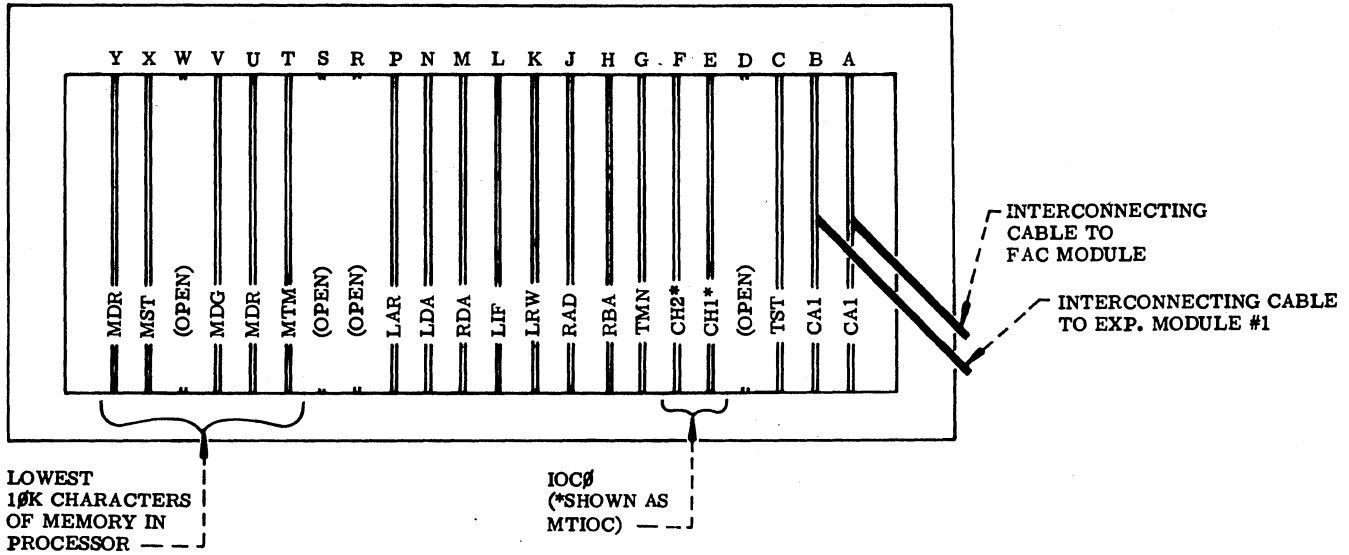 Y X W V U T S R P N M L K J H G F E D C B A
MDR MST (OPEN) MDG MDR MTM (OPEN) (OPEN) LAR LDA RDA LIF LRW RAD RBA TMN CH2* CH1* (OPEN) TST CA1 CA1
INTERCONNECTING
CABLE TO
FAC MODULE
INTERCONNECTING CABLE
TO EXP. MODULE #1
LOWEST
1ØK CHARACTERS
OF MEMORY IN
PROCESSOR
IOCØ
(*SHOWN AS
MTIOC)